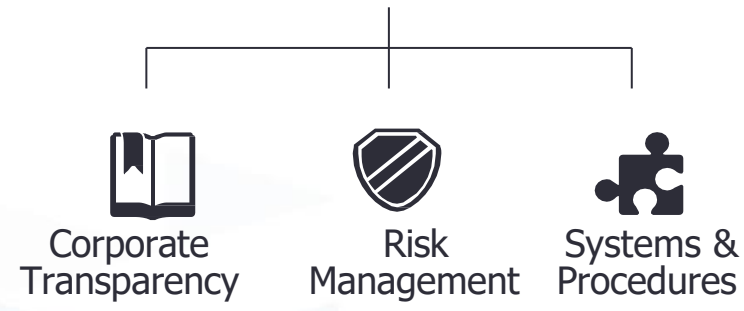 Corporate
Transparency
Risk
Management
Systems &
Procedures